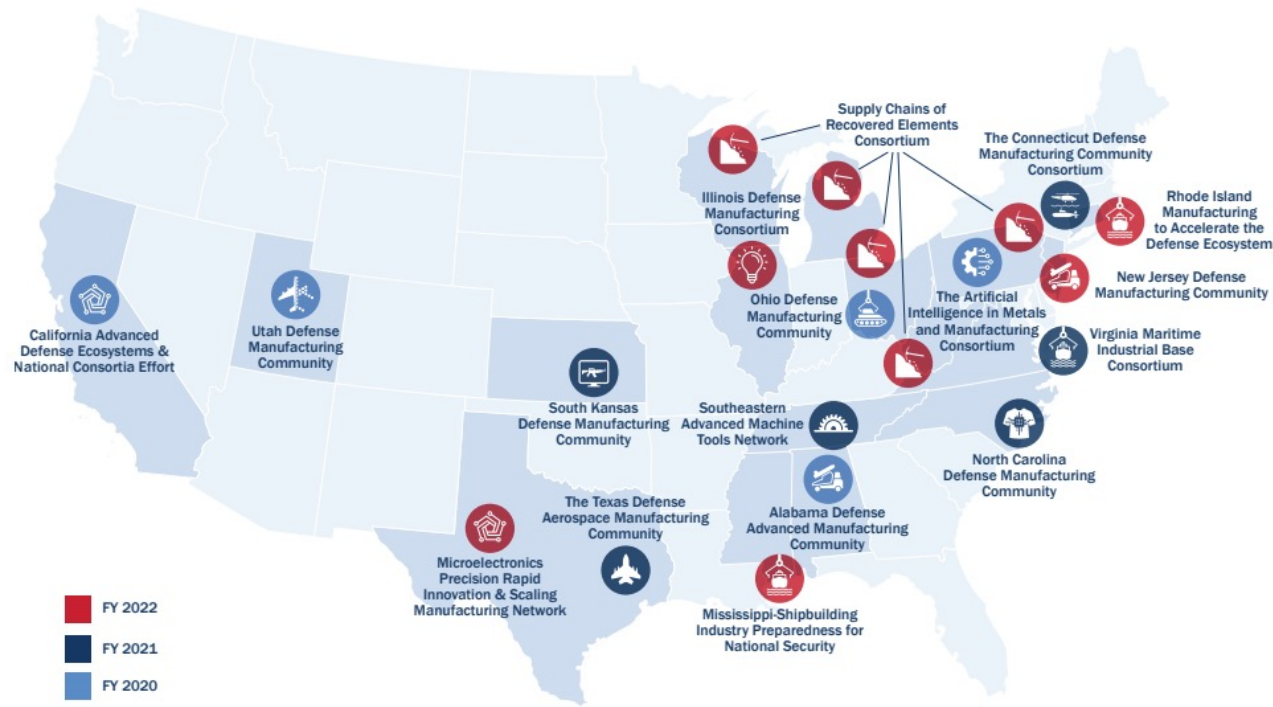 Supply Chains of
Recovered Elements
Consortium
The Connecticut Defense
Manufacturing Community
Consortium
Rhode Island
Manufacturing
to Accelerate the
Defense Ecosystem
Illinois Defense
Manufacturing
Consortium
New Jersey Defense
Manufacturing Community
Ohio Defense
Manufacturing
Community
The Artificial
Intelligence in Metals
and Manufacturing
Consortium
California Advanced
Defense Ecosystems &
National Consortia Effort
Utah Defense
Manufacturing
Community
Virginia Maritime
Industrial Base
Consortium
South Kansas
Defense Manufacturing
Community
Southeastern
Advanced Machine
Tools Network
North Carolina
Defense Manufacturing
Community
The Texas Defense
Aerospace Manufacturing
Community
Alabama Defense
Advanced Manufacturing
Community
Microelectronics
Precision Rapid
Innovation & Scaling
Manufacturing Network
Mississippi-Shipbuilding
Industry Preparedness for
National Security
FY 2022
FY 2021
FY 2020